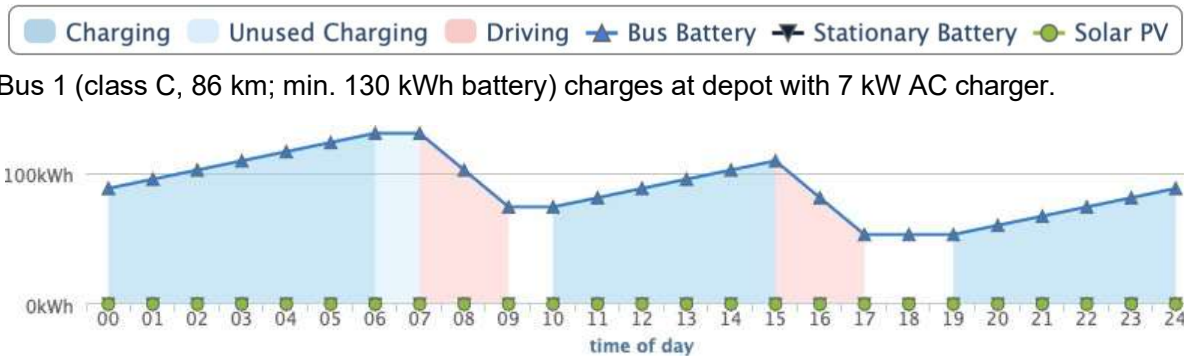 Charging Unused Charging Driving Bus Battery Stationary Battery Solar PV
Bus 1 (class C, 86 km; min. 130 kWh battery) charges at depot with 7 kW AC charger.
100kWh
0kWh
00 01 02 03 04 05 06 07 08 09 10 11 12 13 14 15 16 17 18 19 20 21 22 23 24
time of day